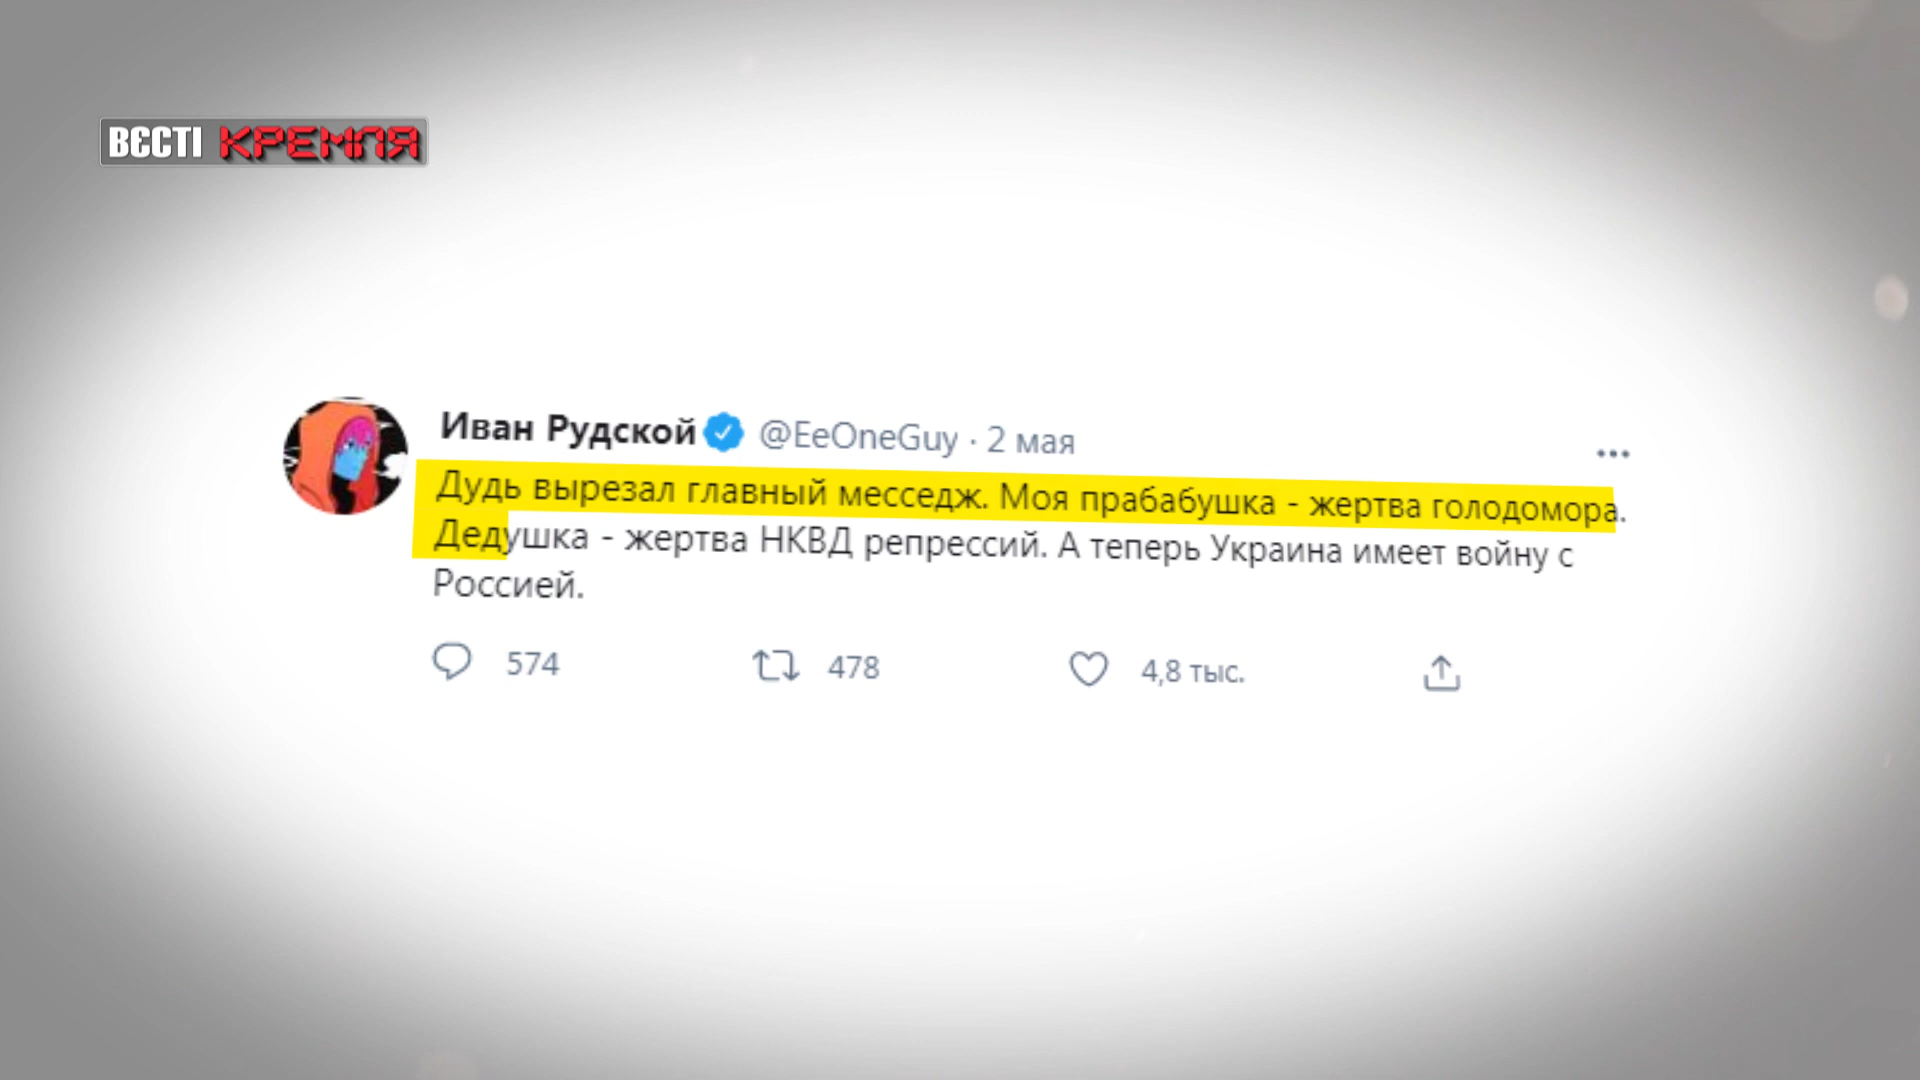 ВЄСТІ КРЕМЛЯ
Иван Рудской @EeOneGuy · 2 мая
Дудь вырезал главный месседж. Моя прабабушка - жертва голодомора.
Дедушка - жертва НКВД репрессий. А теперь Украина имеет войну с
Россией.
574 478 4,8 тыс.